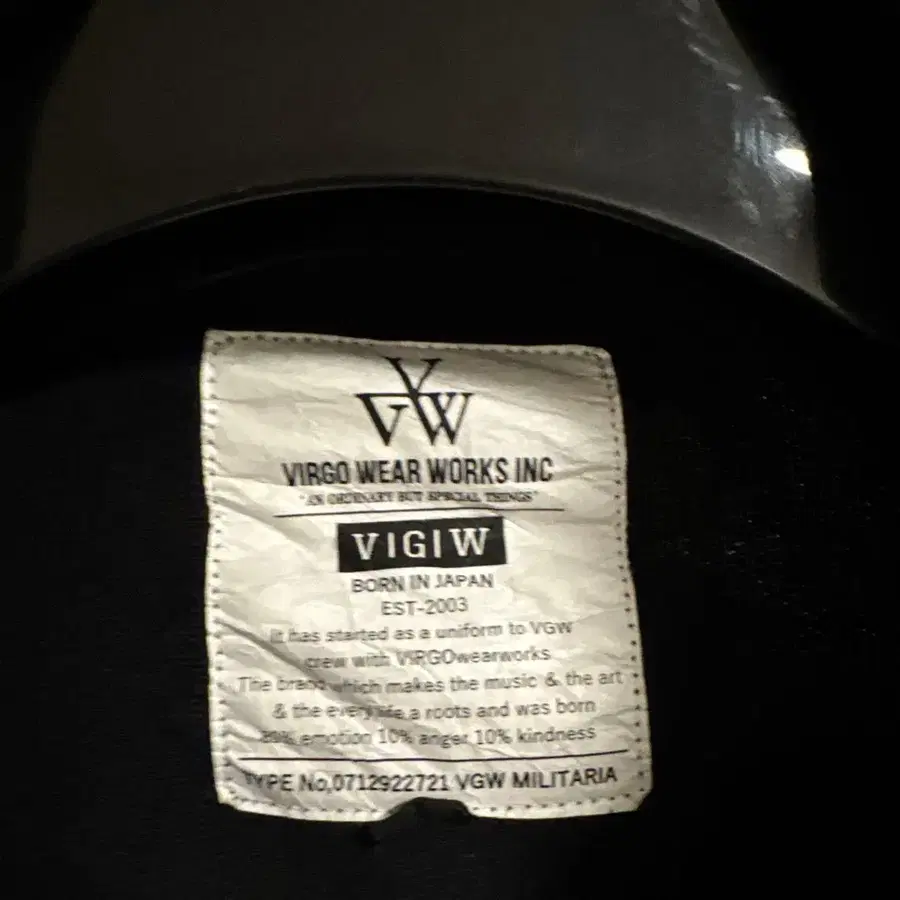 V
GW
VIRGO WEAR WORKS INC
"AN ORDINARY BUT SPECIAL THINGS"
VIGIW
BORN IN JAPAN
EST-2003
It has started as a uniform to VGW
crew with VIRGOwearworks
The brand which makes the music & the art
& the every life a roots and was born
80% emotion 10% anger 10% kindness
TYPE No,0712922721 VGW MILITARIA